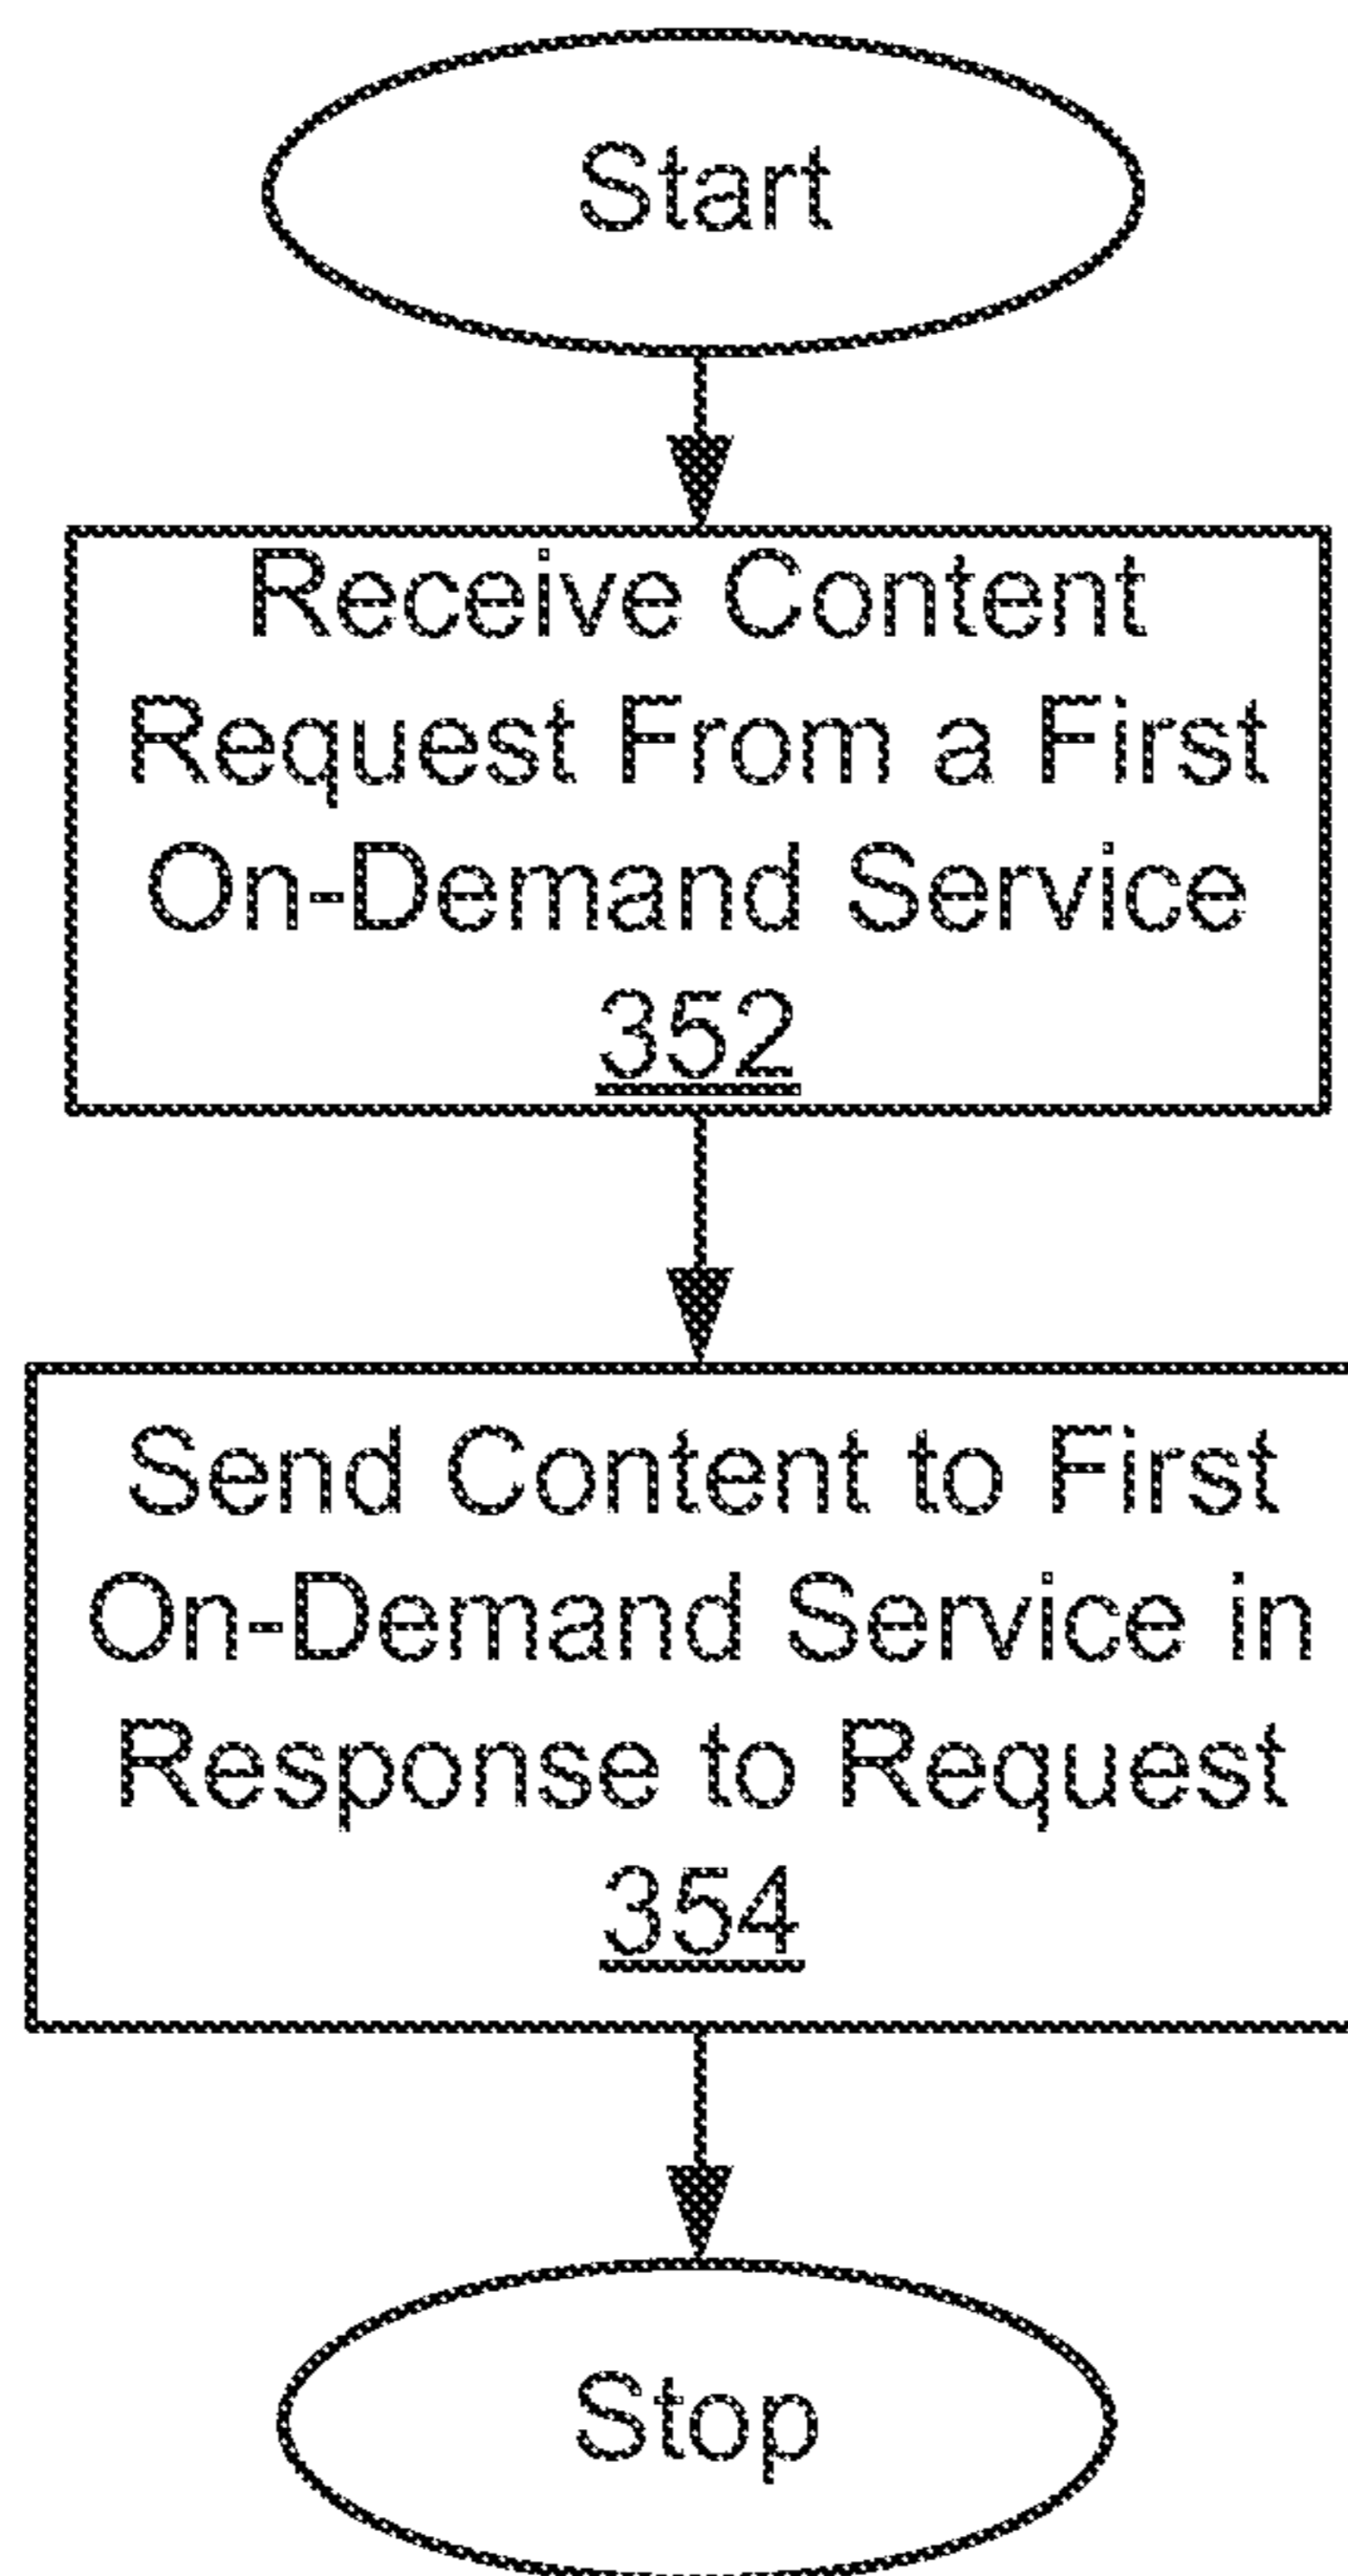 Start
Receive Content
Request From a First
On-Demand Service
352
Send Content to First
On-Demand Service in
Response to Request
354
Stop